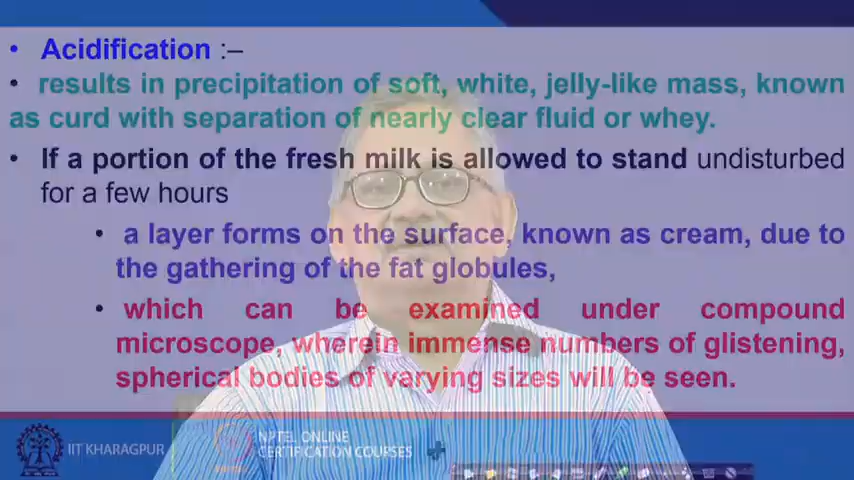 • Acidification :–
• results in precipitation of soft, white, jelly-like mass, known
as curd with separation of nearly clear fluid or whey.
• If a portion of the fresh milk is allowed to stand undisturbed
for a few hours
• a layer forms on the surface, known as cream, due to
the gathering of the fat globules,
• which can be examined under compound
microscope, wherein immense numbers of glistening,
spherical bodies of varying sizes will be seen.
IIT KHARAGPUR
NPTEL ONLINE
CERTIFICATION COURSES